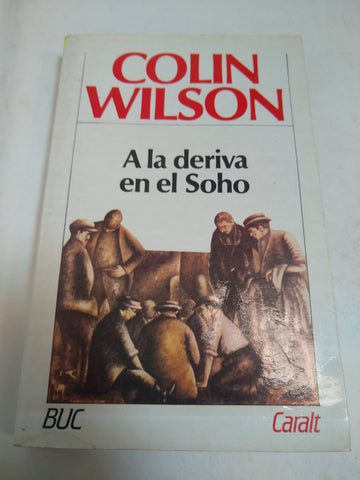 COLIN
WILSON
A la deriva
en el Soho
BUC
Caralt